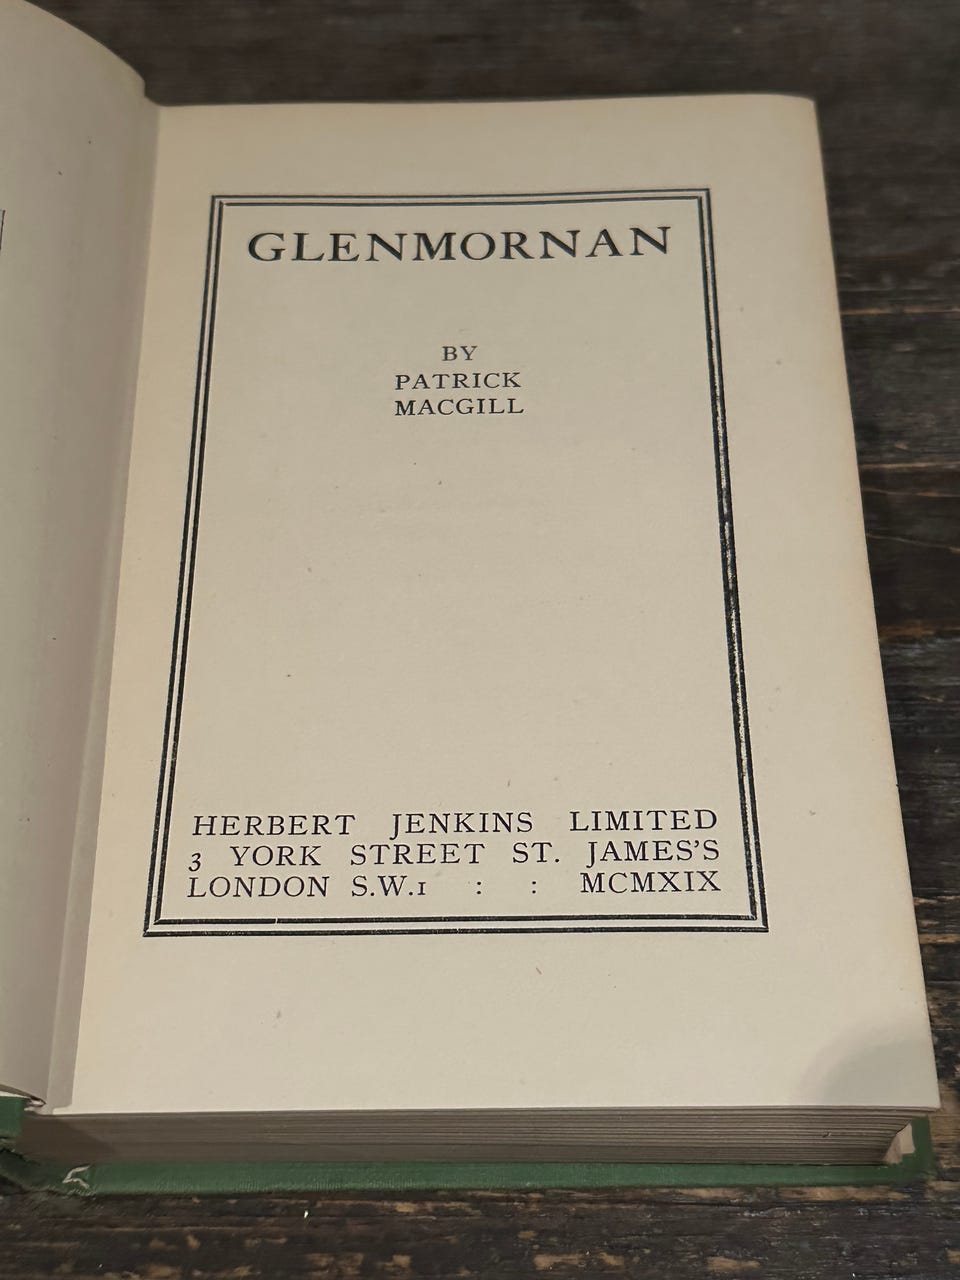 GLENMORNAN
BY
PATRICK
MACGILL
HERBERT JENKINS LIMITED
3 YORK STREET ST. JAMES'S
LONDON S.W.1 : : MCMXIX